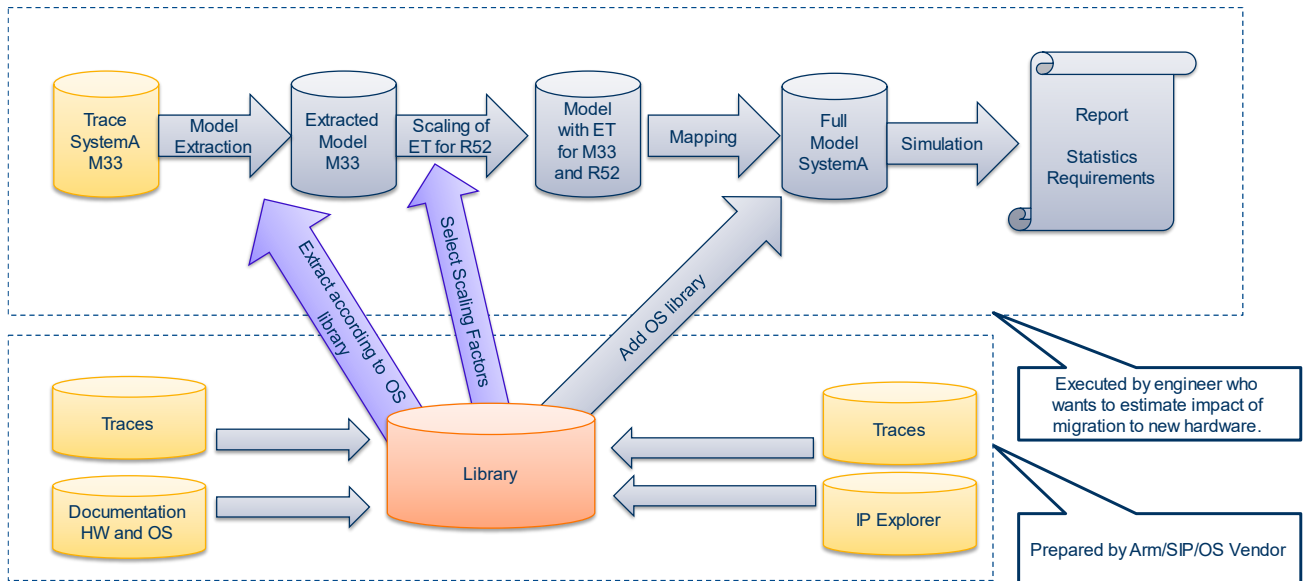 Trace
SystemA
M33
Model
Extraction
Extracted
Model
M33
Scaling of
ET for R52
Model
with ET
for M33
and R52
Mapping
Full
Model
SystemA
Simulation
Report
Statistics
Requirements
Extract according to OS
library
Select Scaling Factors
Add OS library
Executed by engineer who
wants to estimate impact of
migration to new hardware.
Traces
Documentation
HW and OS
Library
Traces
IP Explorer
Prepared by Arm/SIP/OS Vendor